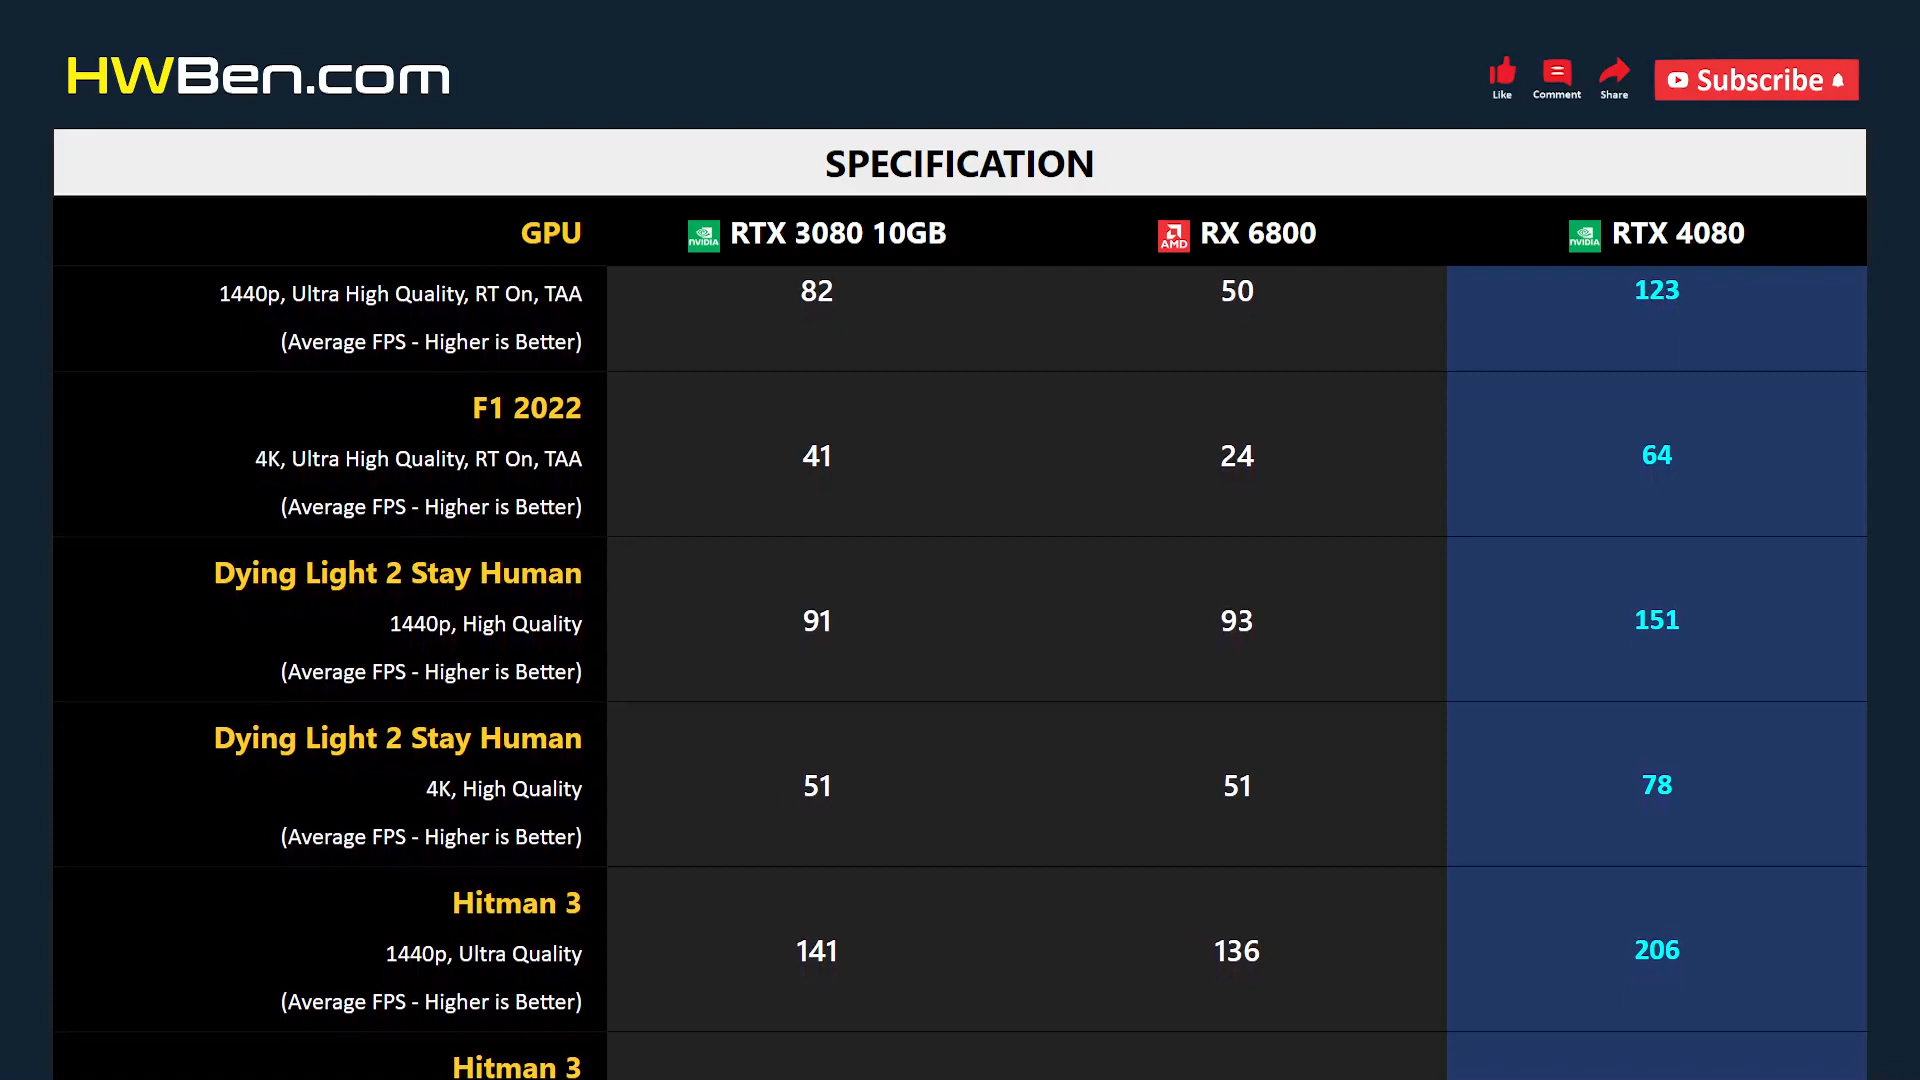 HWBen.com
Like Comment Share Subscribe
SPECIFICATION
GPU NVIDIA RTX 3080 10GB AMD RX 6800 NVIDIA RTX 4080
1440p, Ultra High Quality, RT On, TAA 82 50 123
(Average FPS - Higher is Better)
F1 2022
4K, Ultra High Quality, RT On, TAA 41 24 64
(Average FPS - Higher is Better)
Dying Light 2 Stay Human
1440p, High Quality 91 93 151
(Average FPS - Higher is Better)
Dying Light 2 Stay Human
4K, High Quality 51 51 78
(Average FPS - Higher is Better)
Hitman 3
1440p, Ultra Quality 141 136 206
(Average FPS - Higher is Better)
Hitman 3